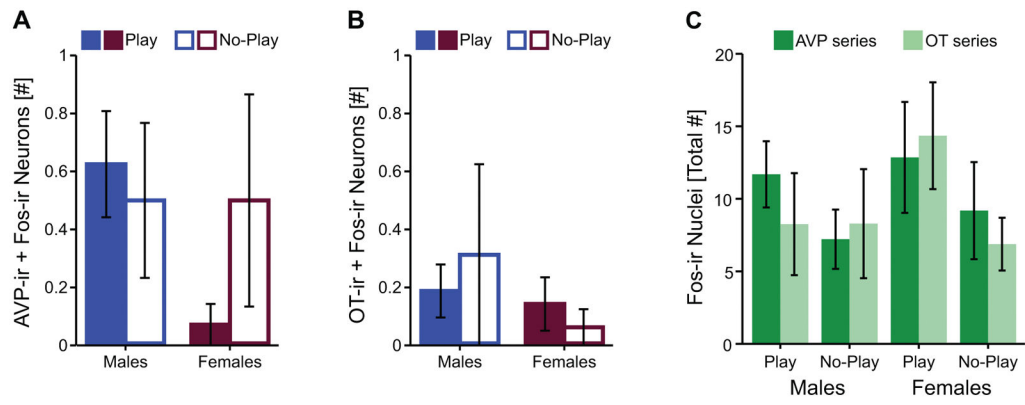 A
Play
No-Play
AVP-ir + Fos-ir Neurons [#]
1
0.8
0.6
0.4
0.2
0
Males
Females
B
Play
No-Play
OT-ir + Fos-ir Neurons [#]
1
0.8
0.6
0.4
0.2
0
Males
Females
C
AVP series
OT series
Fos-ir Nuclei [Total #]
20
15
10
5
0
Play
No-Play
Play
No-Play
Males
Females